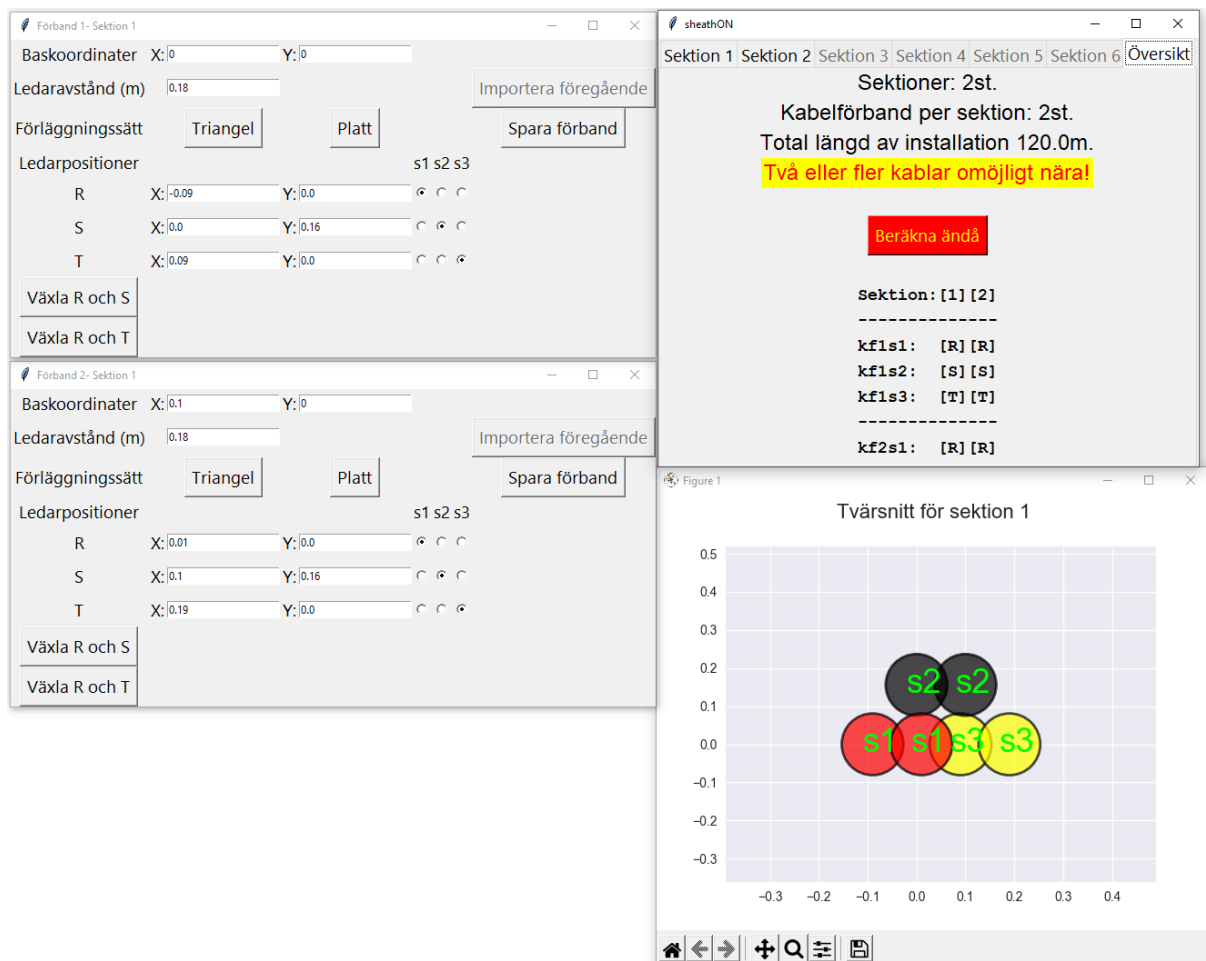 Förband 1- Sektion 1
Baskoordinater X: 0 Y: 0
Ledaravstånd (m) 0.18 Importera föregående
Förläggningssätt Triangel Platt Spara förband
Ledarpositioner s1 s2 s3
R X: -0.09 Y: 0.0
S X: 0.0 Y: 0.16
T X: 0.09 Y: 0.0
Växla R och S
Växla R och T
Förband 2- Sektion 1
Baskoordinater X: 0.1 Y: 0
Ledaravstånd (m) 0.18 Importera föregående
Förläggningssätt Triangel Platt Spara förband
Ledarpositioner s1 s2 s3
R X: 0.01 Y: 0.0
S X: 0.1 Y: 0.16
T X: 0.19 Y: 0.0
Växla R och S
Växla R och T
sheathON
Sektion 1 Sektion 2 Sektion 3 Sektion 4 Sektion 5 Sektion 6 Översikt
Sektioner: 2st.
Kabelförband per sektion: 2st.
Total längd av installation 120.0m.
Två eller fler kablar omöjligt nära!
Beräkna ändå
Sektion:[1][2]
--------------
kf1s1: [R][R]
kf1s2: [S][S]
kf1s3: [T][T]
--------------
kf2s1: [R][R]
Figure 1
Tvärsnitt för sektion 1
0.5
0.4
0.3
0.2
0.1
0.0
−0.1
−0.2
−0.3
s2 s2
s1 s1 s3 s3
−0.3 −0.2 −0.1 0.0 0.1 0.2 0.3 0.4